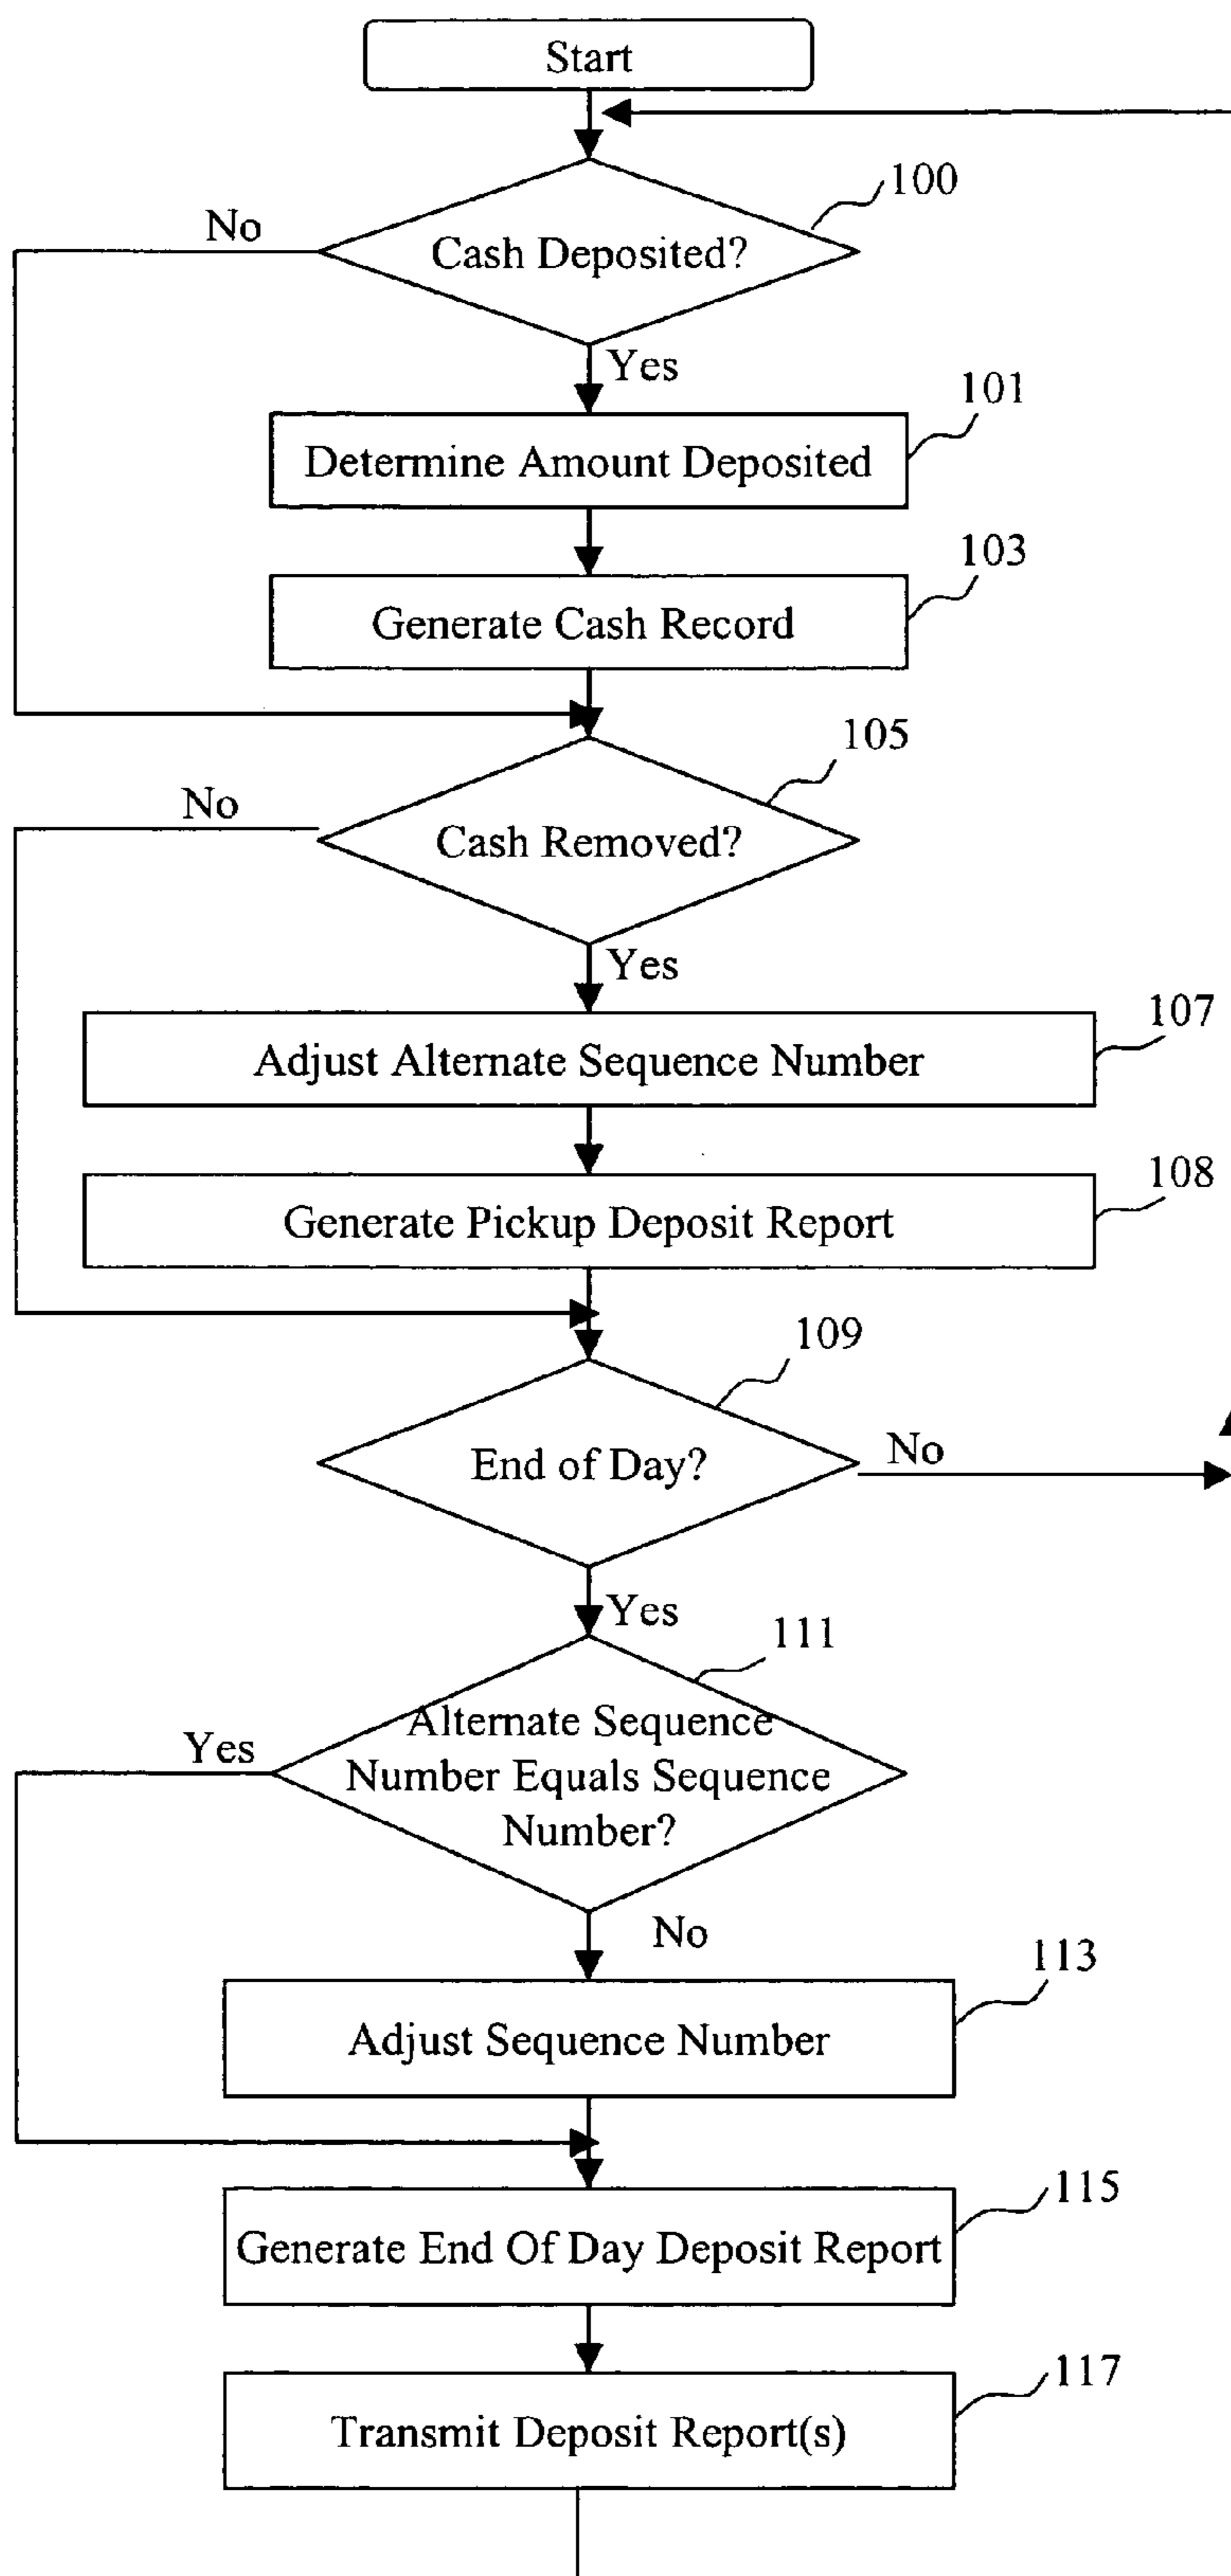 Start
100
No
Cash Deposited?
Yes
101
Determine Amount Deposited
103
Generate Cash Record
105
No
Cash Removed?
Yes
107
Adjust Alternate Sequence Number
108
Generate Pickup Deposit Report
109
End of Day?
No
Yes
111
Yes
Alternate Sequence
Number Equals Sequence
Number?
No
113
Adjust Sequence Number
115
Generate End Of Day Deposit Report
117
Transmit Deposit Report(s)